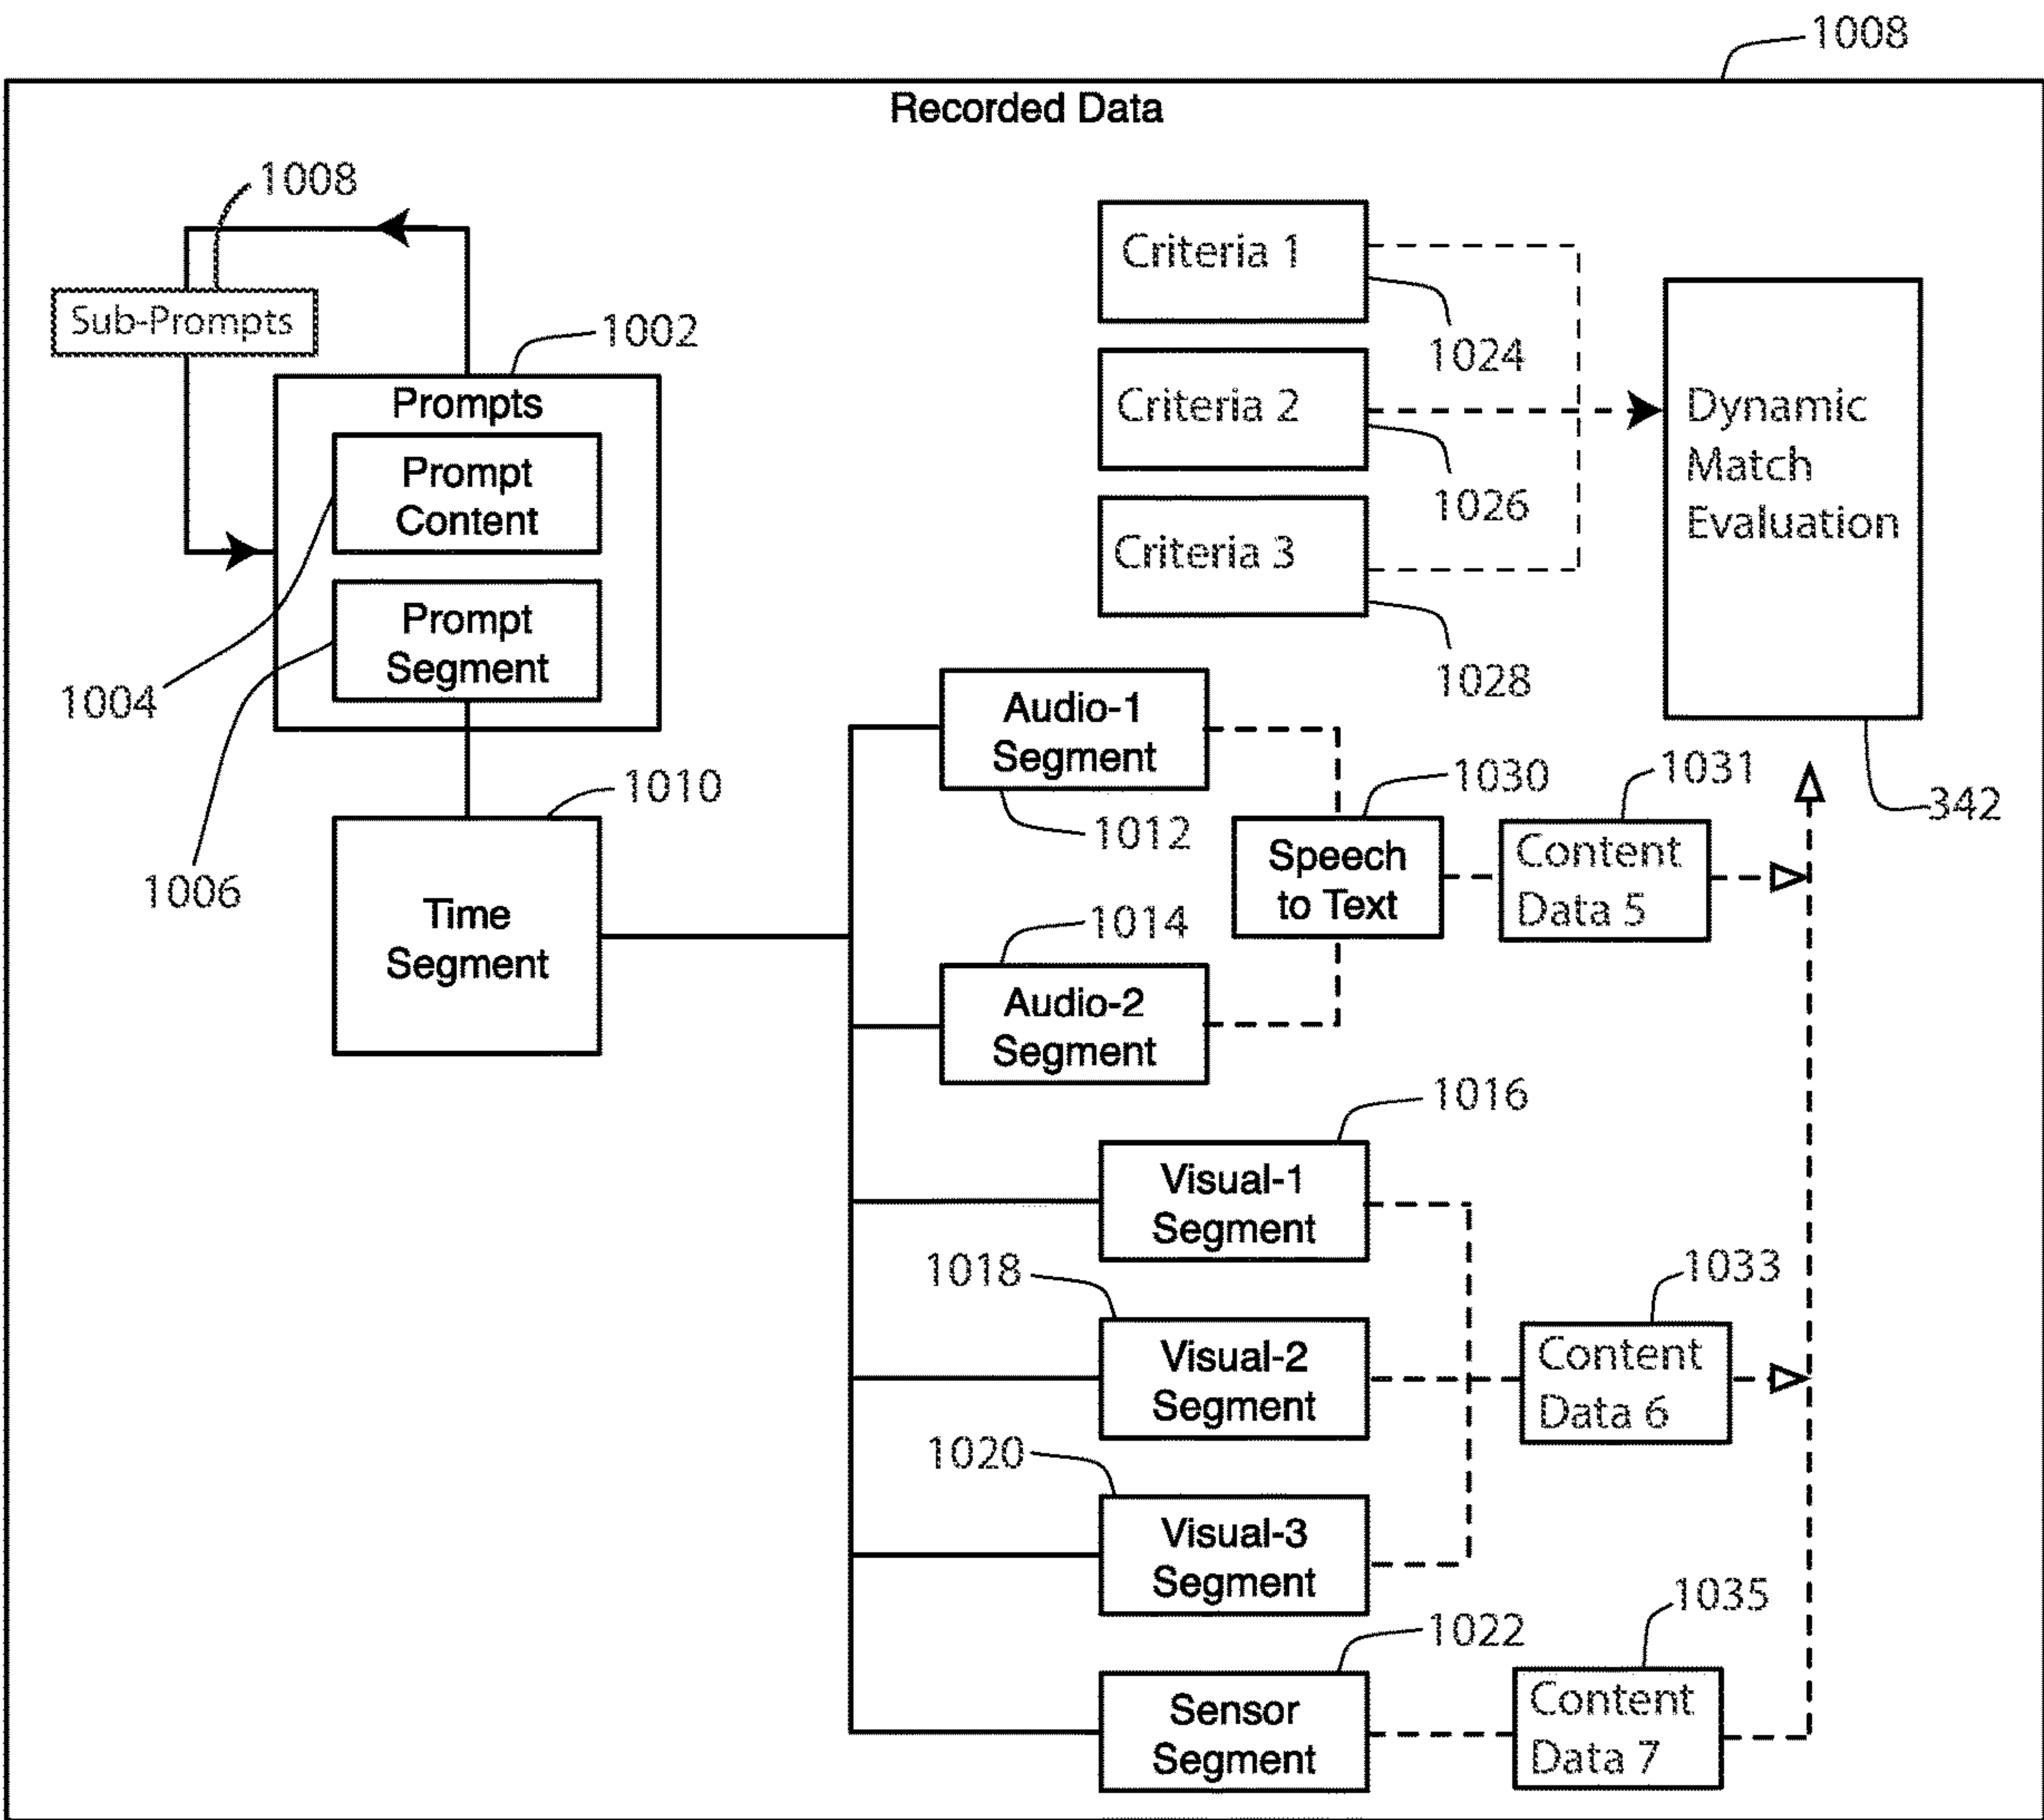 1008
Recorded Data
1008
Sub-Prompts
1002
Prompts
Prompt
Content
Prompt
Segment
1004
1006
1010
Time
Segment
Criteria 1
1024
Criteria 2
1026
Criteria 3
1028
Dynamic
Match
Evaluation
342
Audio-1
Segment
1012
1030
Speech
to Text
1031
Content
Data 5
1014
Audio-2
Segment
1016
Visual-1
Segment
1018
Visual-2
Segment
1033
Content
Data 6
1020
Visual-3
Segment
1022
Sensor
Segment
1035
Content
Data 7